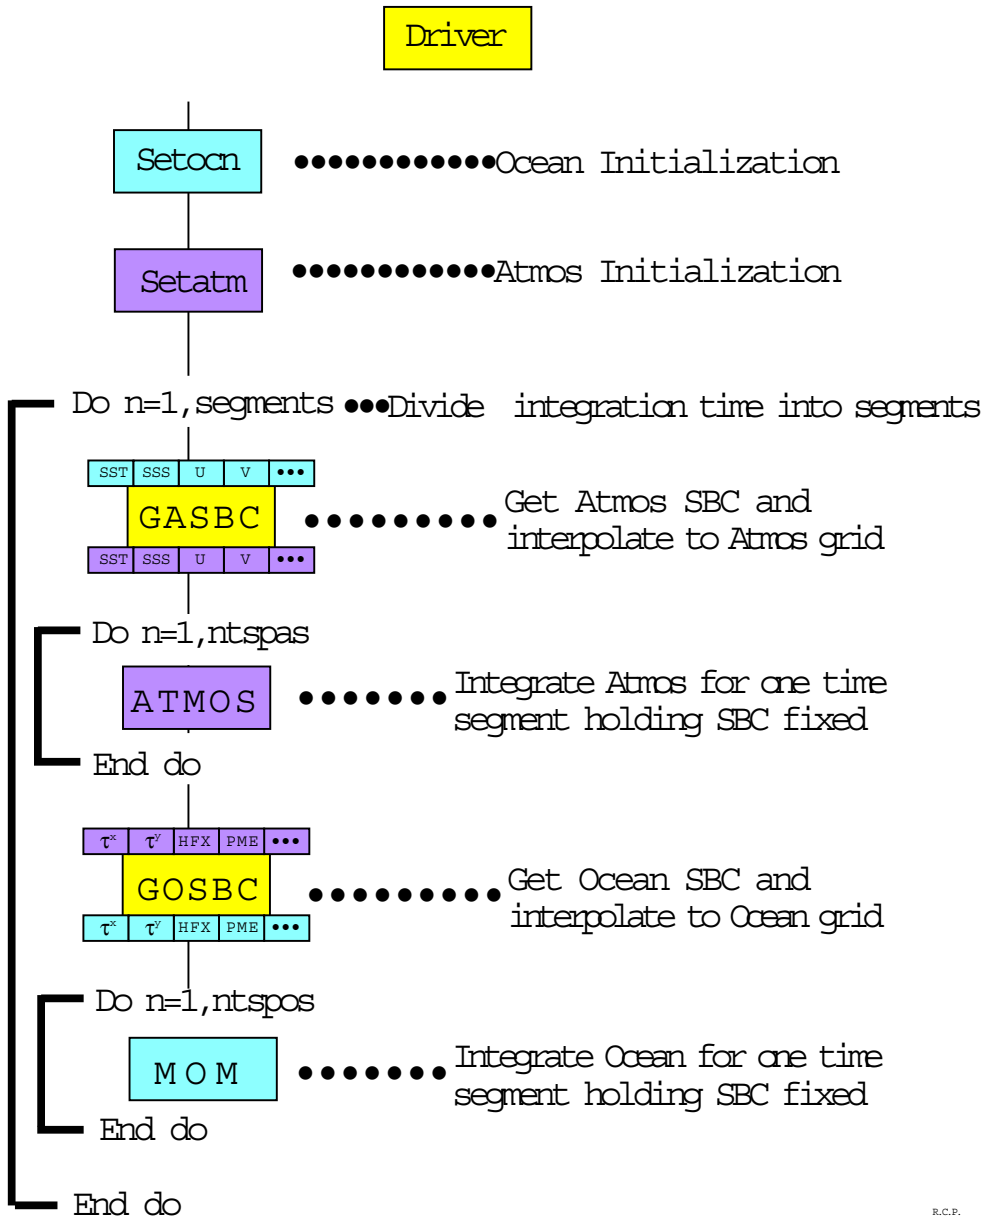 Driver
Setocn ●●●●●●●●●●●●Ocean Initialization
Setatm ●●●●●●●●●●●●Atmos Initialization
Do n=1,segments ●●●Divide integration time into segments
SST SSS U V •••
GASBC ●●●●●●●●● Get Atmos SBC and
interpolate to Atmos grid
SST SSS U V •••
Do n=1,ntspas
ATMOS ●●●●●●● Integrate Atmos for one time
segment holding SBC fixed
End do
τˣ τʸ HFX PME •••
GOSBC ●●●●●●●●● Get Ocean SBC and
interpolate to Ocean grid
τˣ τʸ HFX PME •••
Do n=1,ntspos
MOM ●●●●●●● Integrate Ocean for one time
segment holding SBC fixed
End do
End do
R.C.P.